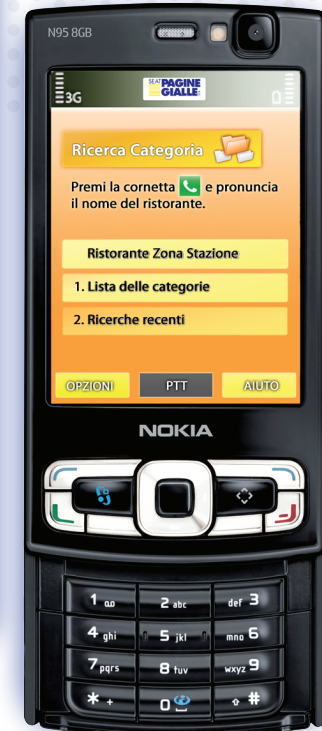 N95 8GB
3G
SEAT PAGINE
GIALLE
Ricerca Categoria
Premi la cornetta e pronuncia
il nome del ristorante.
Ristorante Zona Stazione
1. Lista delle categorie
2. Ricerche recenti
OPZIONI PTT AIUTO
NOKIA
1 2 abc def 3
4 ghi 5 jkl mno 6
7 pqrs 8 tuv wxyz 9
* + 0 #